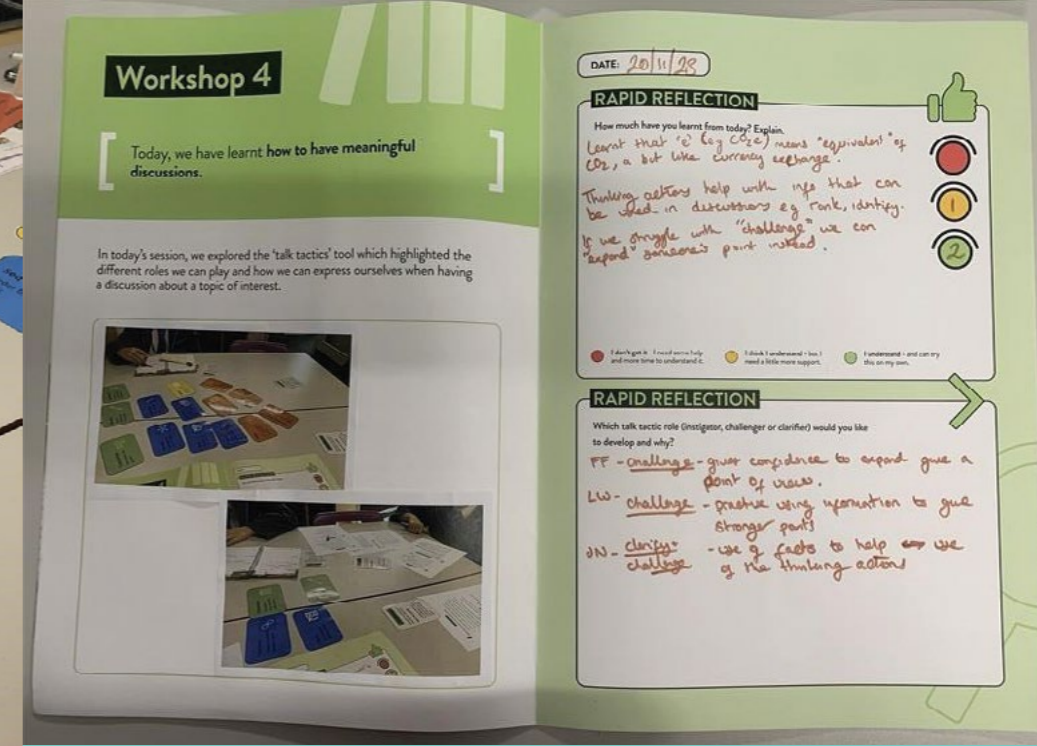 Workshop 4
Today, we have learnt how to have meaningful
discussions.
In today's session, we explored the 'talk tactics' tool which highlighted the
different roles we can play and how we can express ourselves when having
a discussion about a topic of interest.
DATE: 20/11/23
RAPID REFLECTION
How much have you learnt from today? Explain.
Learnt that 'e' (eg CO2e) means "equivalent" of
CO2, a bit like currency exchange.
Thinking actions help with info that can
be used in discussions eg rank, identify.
If we struggle with "challenge" we can
"expand" someone's point instead.
1
2
I don't get it - I need some help
and more time to understand it.
I think I understand - but I
need a little more support.
I understand - and can try
this on my own.
RAPID REFLECTION
Which talk tactic role (instigator, challenger or clarifier) would you like
to develop and why?
FF - challenge - gives confidence to expand give a
point of view.
LW - challenge - practise using information to give
stronger points
JN - clarify + - use of facts to help use
challenge of the thinking actions